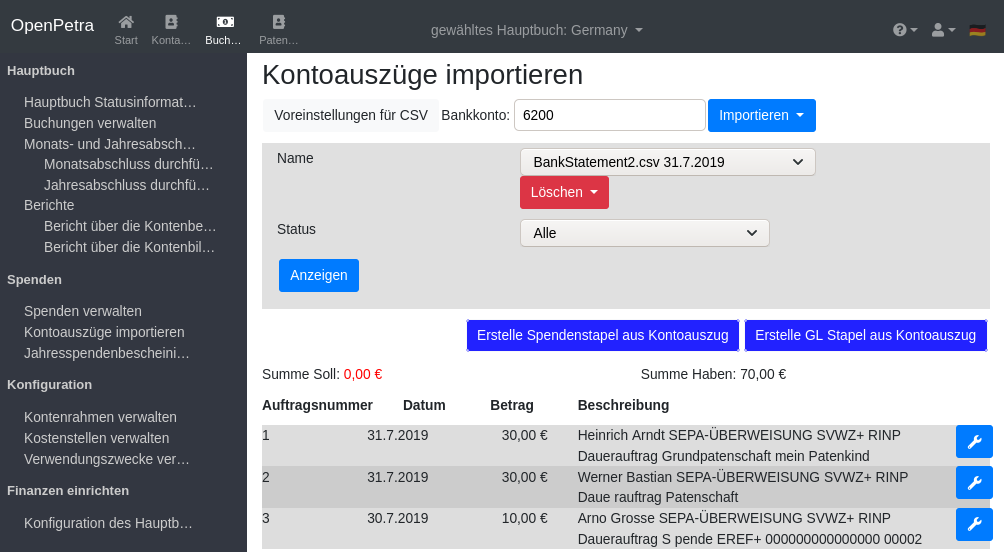 OpenPetra
Start
Konta…
Buch…
Paten…
gewähltes Hauptbuch: Germany
Hauptbuch
Hauptbuch Statusinformat…
Buchungen verwalten
Monats- und Jahresabsch…
Monatsabschluss durchfü…
Jahresabschluss durchfü…
Berichte
Bericht über die Kontenbe…
Bericht über die Kontenbil…
Spenden
Spenden verwalten
Kontoauszüge importieren
Jahresspendenbescheini…
Konfiguration
Kontenrahmen verwalten
Kostenstellen verwalten
Verwendungszwecke ver…
Finanzen einrichten
Konfiguration des Hauptb…
Kontoauszüge importieren
Voreinstellungen für CSV Bankkonto: 6200 Importieren
Name BankStatement2.csv 31.7.2019
Löschen
Status Alle
Anzeigen
Erstelle Spendenstapel aus Kontoauszug Erstelle GL Stapel aus Kontoauszug
Summe Soll: 0,00 € Summe Haben: 70,00 €
Auftragsnummer Datum Betrag Beschreibung
1 31.7.2019 30,00 € Heinrich Arndt SEPA-ÜBERWEISUNG SVWZ+ RINP
Dauerauftrag Grundpatenschaft mein Patenkind
2 31.7.2019 30,00 € Werner Bastian SEPA-ÜBERWEISUNG SVWZ+ RINP
Daue rauftrag Patenschaft
3 30.7.2019 10,00 € Arno Grosse SEPA-ÜBERWEISUNG SVWZ+ RINP
Dauerauftrag S pende EREF+ 000000000000000 00002